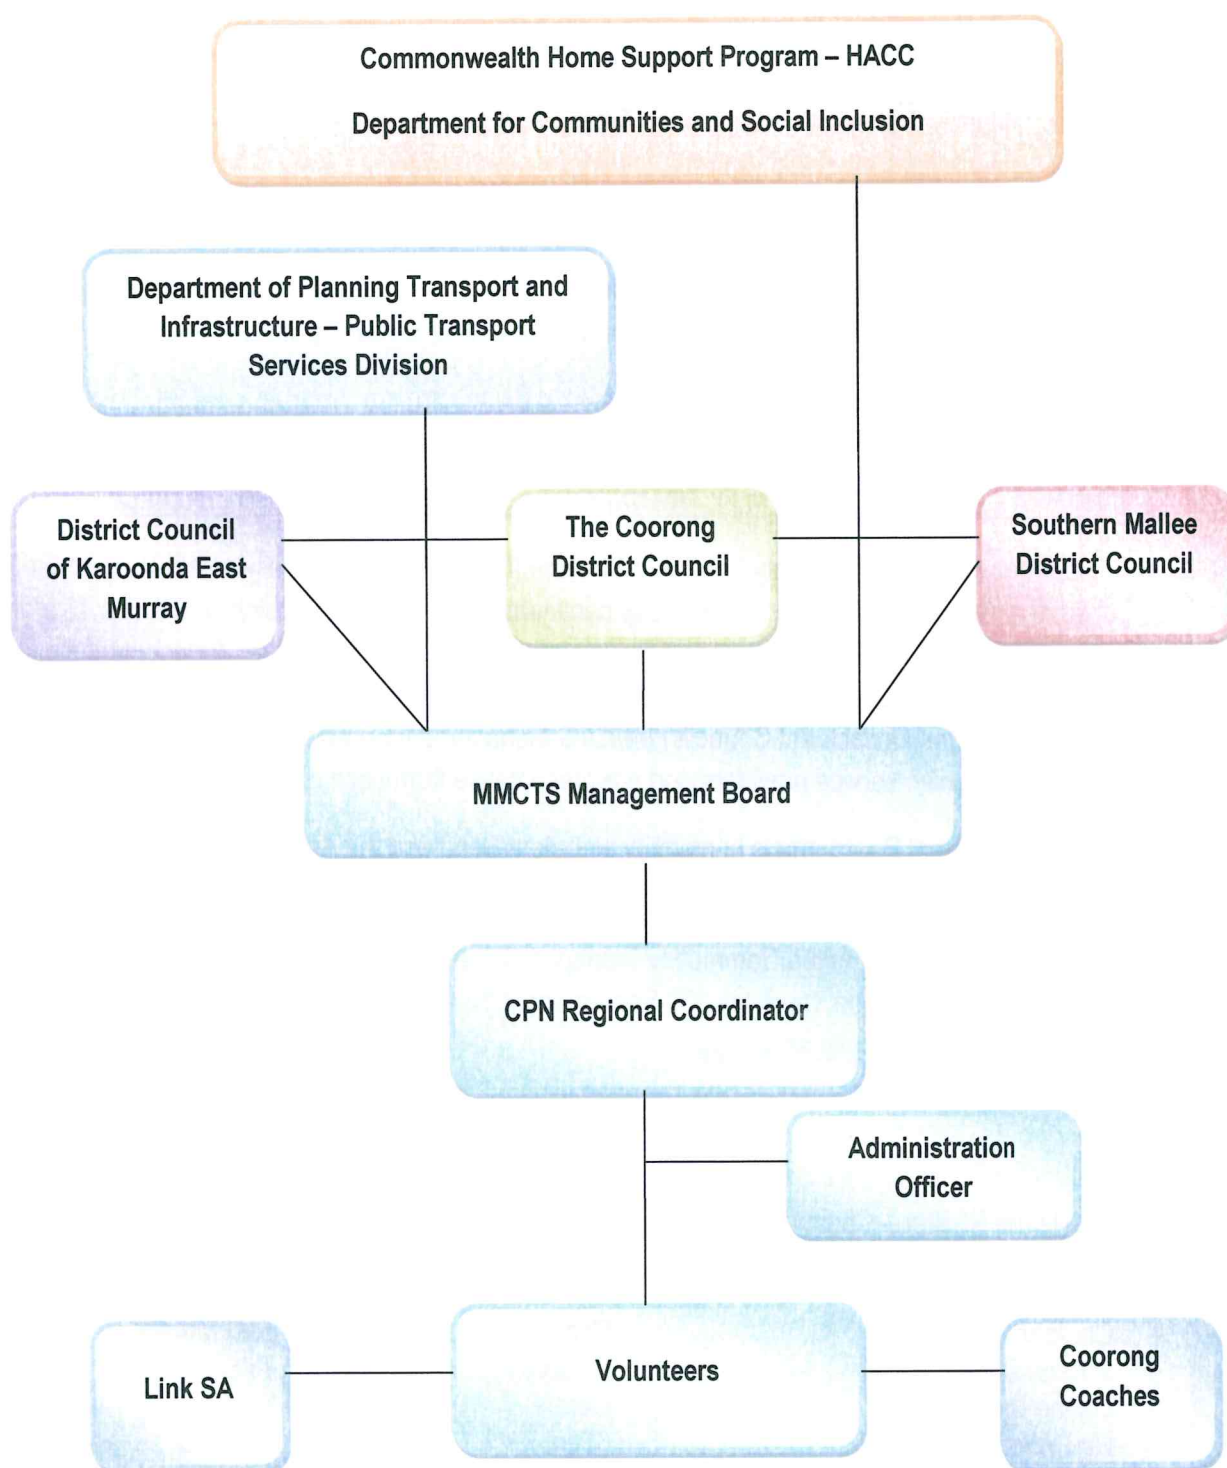 Commonwealth Home Support Program – HACC
Department for Communities and Social Inclusion
Department of Planning Transport and
Infrastructure – Public Transport
Services Division
District Council
of Karoonda East
Murray
The Coorong
District Council
Southern Mallee
District Council
MMCTS Management Board
CPN Regional Coordinator
Administration
Officer
Volunteers
Link SA
Coorong
Coaches